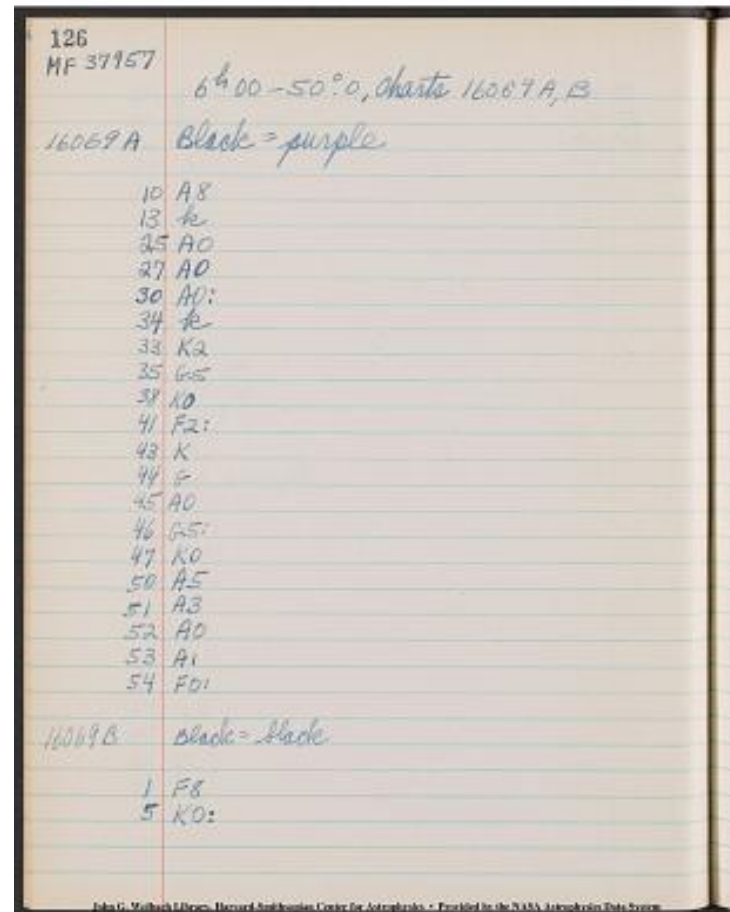 126
MF 37957
6h 00 - 50°.0, Charts 16069 A, B
16069 A Black = purple
10 A8
13 k
25 A0
27 A0
30 A0:
34 k
33 K2
35 G5
38 K0
41 F2:
43 K
44 G
45 A0
46 G5:
47 K0
50 A5
51 A3
52 A0
53 A1
54 F0:
16069 B Black = black
1 F8
5 K0:
John G. Wolbach Library, Harvard-Smithsonian Center for Astrophysics • Provided by the NASA Astrophysics Data System